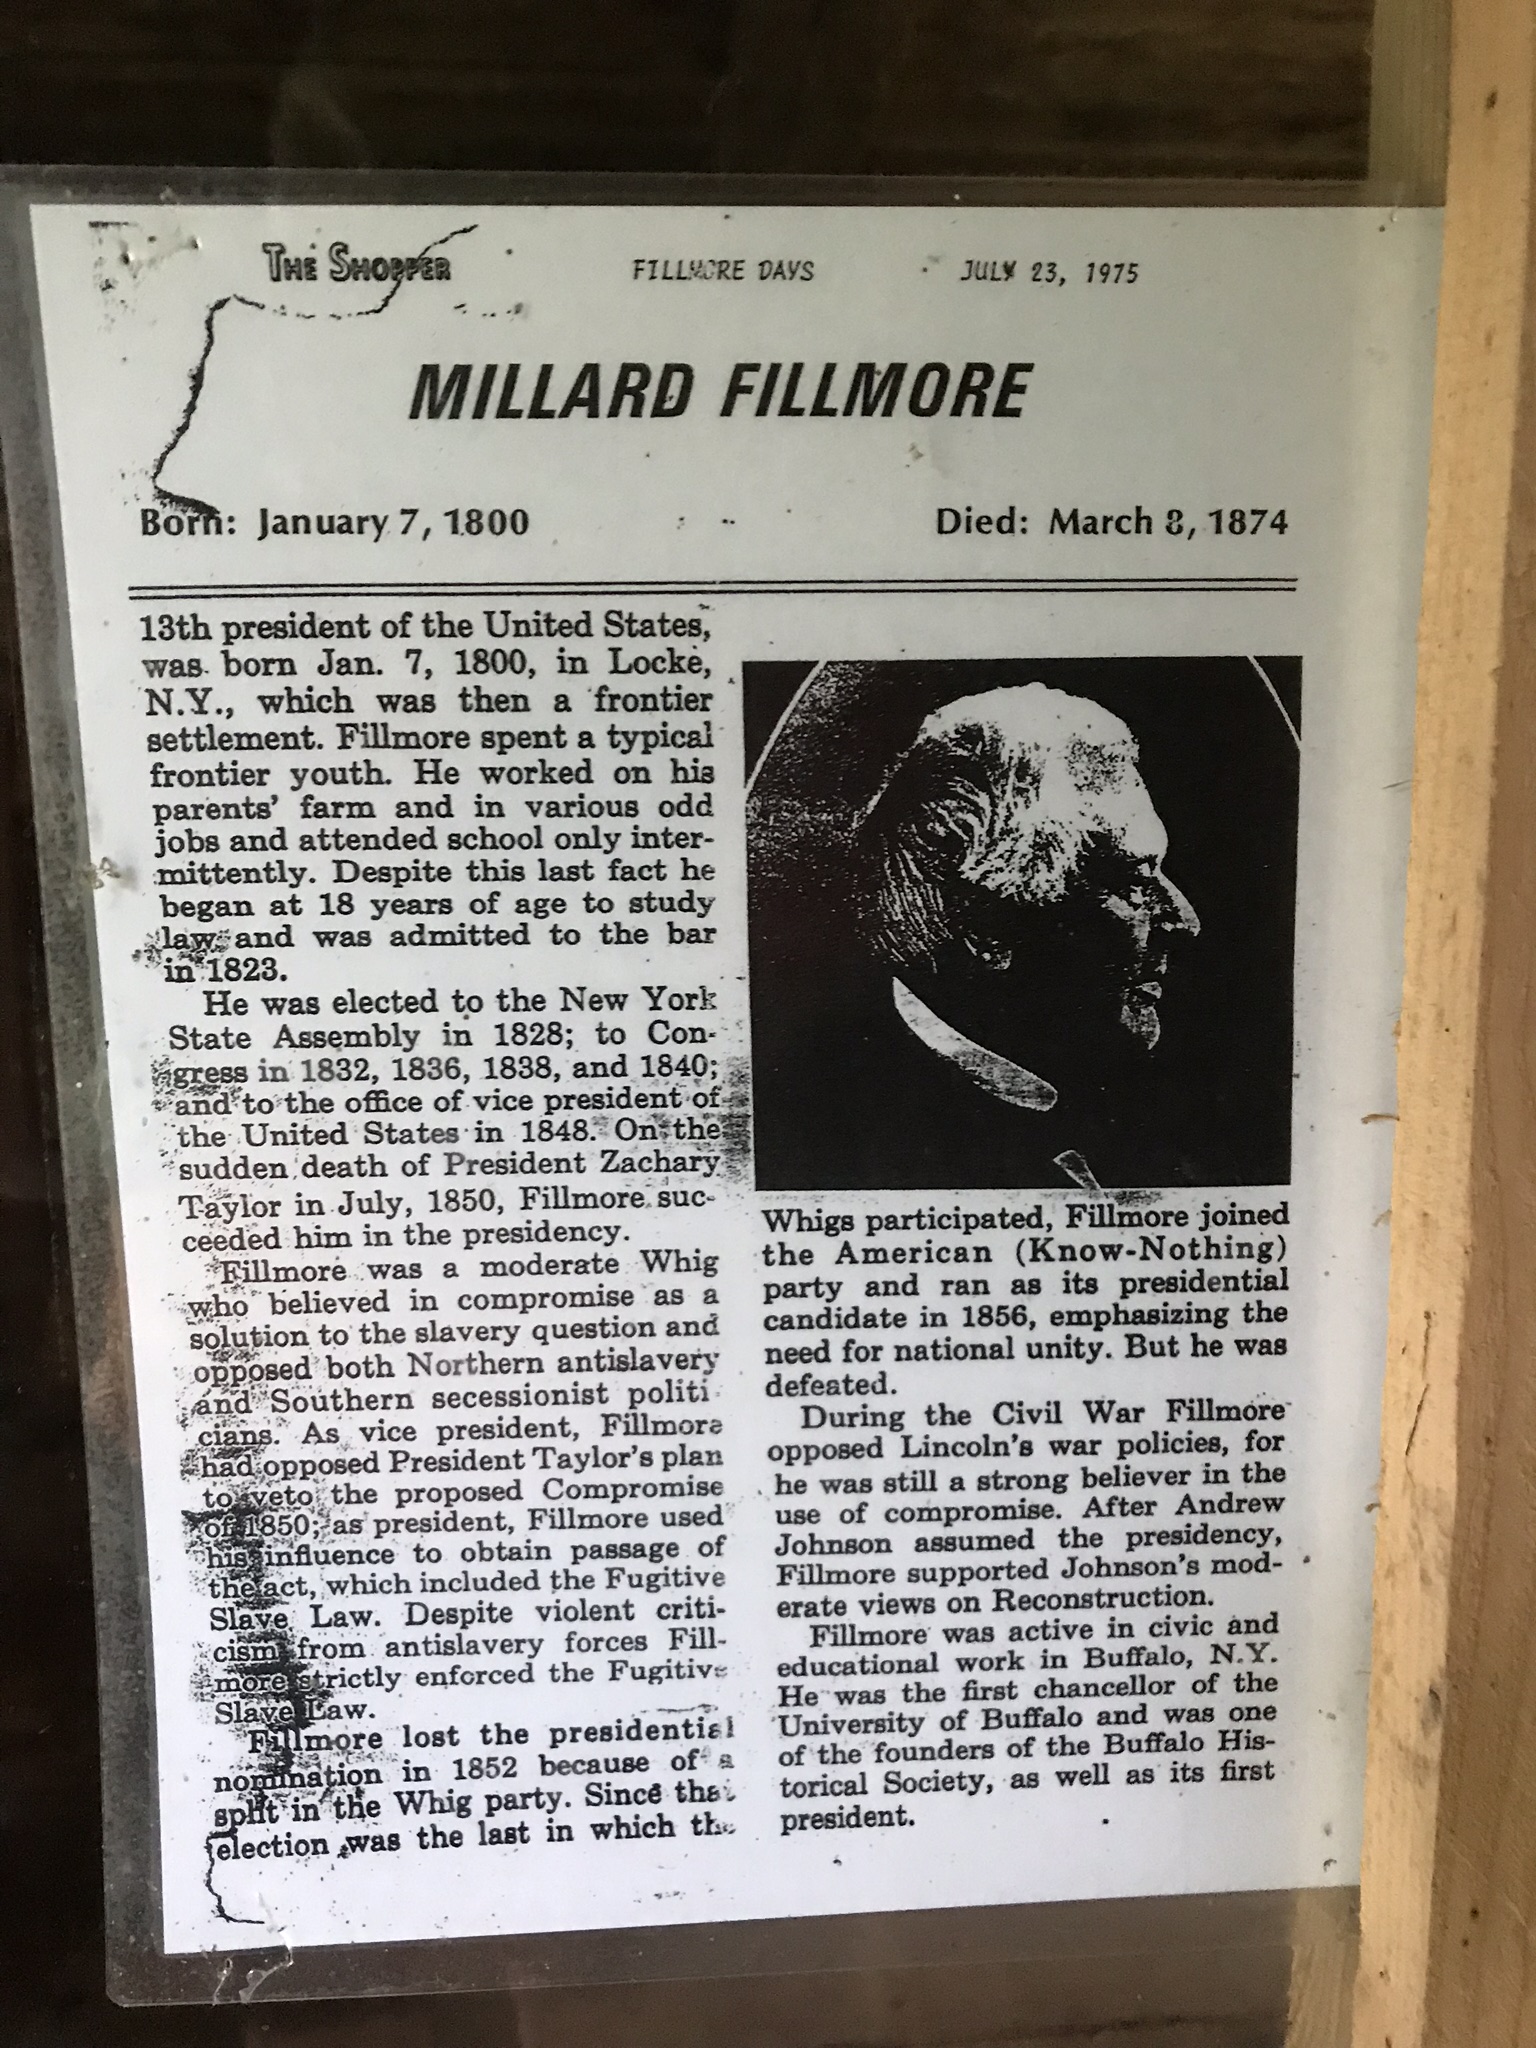 THE SHOPPER FILLMORE DAYS JULY 23, 1975
MILLARD FILLMORE
Born: January 7, 1800 Died: March 8, 1874
13th president of the United States,
was born Jan. 7, 1800, in Locke,
N.Y., which was then a frontier
settlement. Fillmore spent a typical
frontier youth. He worked on his
parents' farm and in various odd
jobs and attended school only inter-
mittently. Despite this last fact he
began at 18 years of age to study
law and was admitted to the bar
in 1823.
He was elected to the New York
State Assembly in 1828; to Con-
gress in 1832, 1836, 1838, and 1840;
and to the office of vice president of
the United States in 1848. On the
sudden death of President Zachary
Taylor in July, 1850, Fillmore suc-
ceeded him in the presidency.
Fillmore was a moderate Whig
who believed in compromise as a
solution to the slavery question and
opposed both Northern antislavery
and Southern secessionist politi-
cians. As vice president, Fillmore
had opposed President Taylor's plan
to veto the proposed Compromise
of 1850; as president, Fillmore used
his influence to obtain passage of
the act, which included the Fugitive
Slave Law. Despite violent criti-
cism from antislavery forces Fill-
more strictly enforced the Fugitive
Slave Law.
Fillmore lost the presidential
nomination in 1852 because of a
split in the Whig party. Since that
election was the last in which the
Whigs participated, Fillmore joined
the American (Know-Nothing)
party and ran as its presidential
candidate in 1856, emphasizing the
need for national unity. But he was
defeated.
During the Civil War Fillmore
opposed Lincoln's war policies, for
he was still a strong believer in the
use of compromise. After Andrew
Johnson assumed the presidency,
Fillmore supported Johnson's mod-
erate views on Reconstruction.
Fillmore was active in civic and
educational work in Buffalo, N.Y.
He was the first chancellor of the
University of Buffalo and was one
of the founders of the Buffalo His-
torical Society, as well as its first
president.